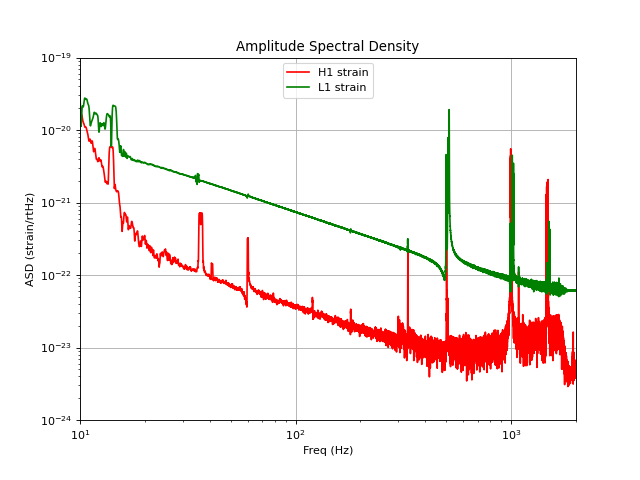 Amplitude Spectral Density
H1 strain
L1 strain
10⁻¹⁹
10⁻²⁰
10⁻²¹
10⁻²²
10⁻²³
10⁻²⁴
ASD (strain/rtHz)
10¹ 10² 10³
Freq (Hz)